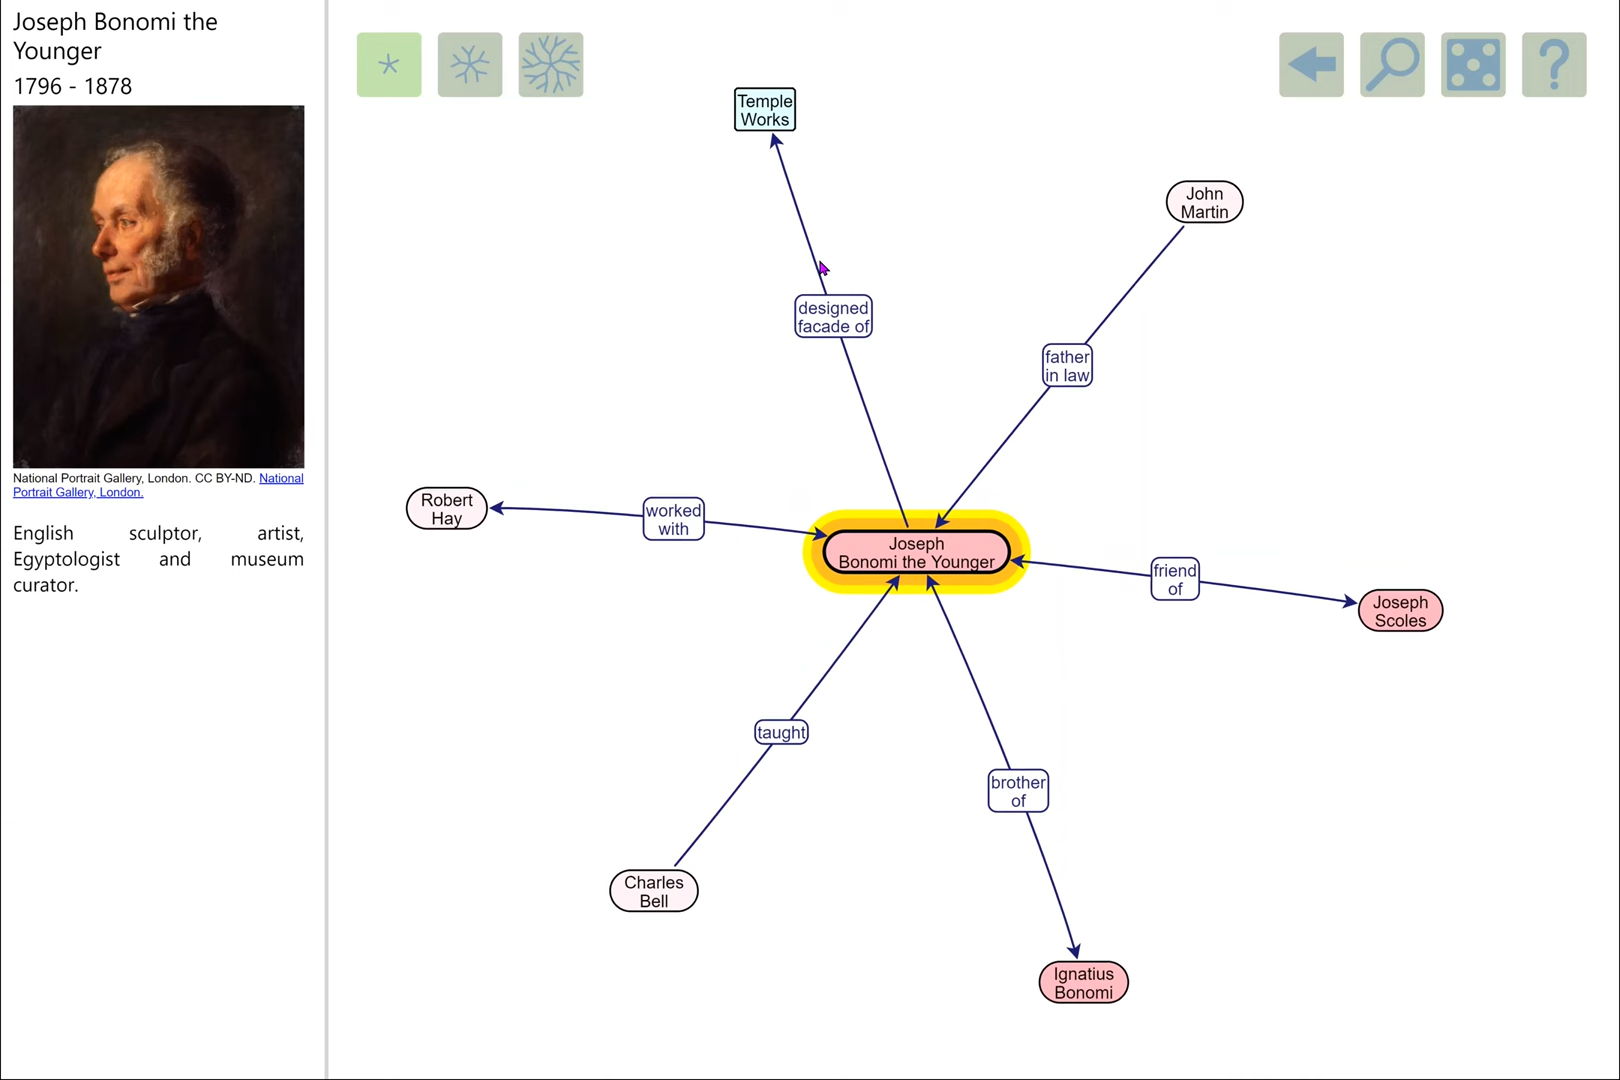 Joseph Bonomi the
Younger
1796 - 1878
National Portrait Gallery, London. CC BY-ND. National
Portrait Gallery, London.
English sculptor, artist,
Egyptologist and museum
curator.
Temple
Works
John
Martin
designed
facade of
father
in law
Robert
Hay
worked
with
Joseph
Bonomi the Younger
friend
of
Joseph
Scoles
taught
brother
of
Charles
Bell
Ignatius
Bonomi
?